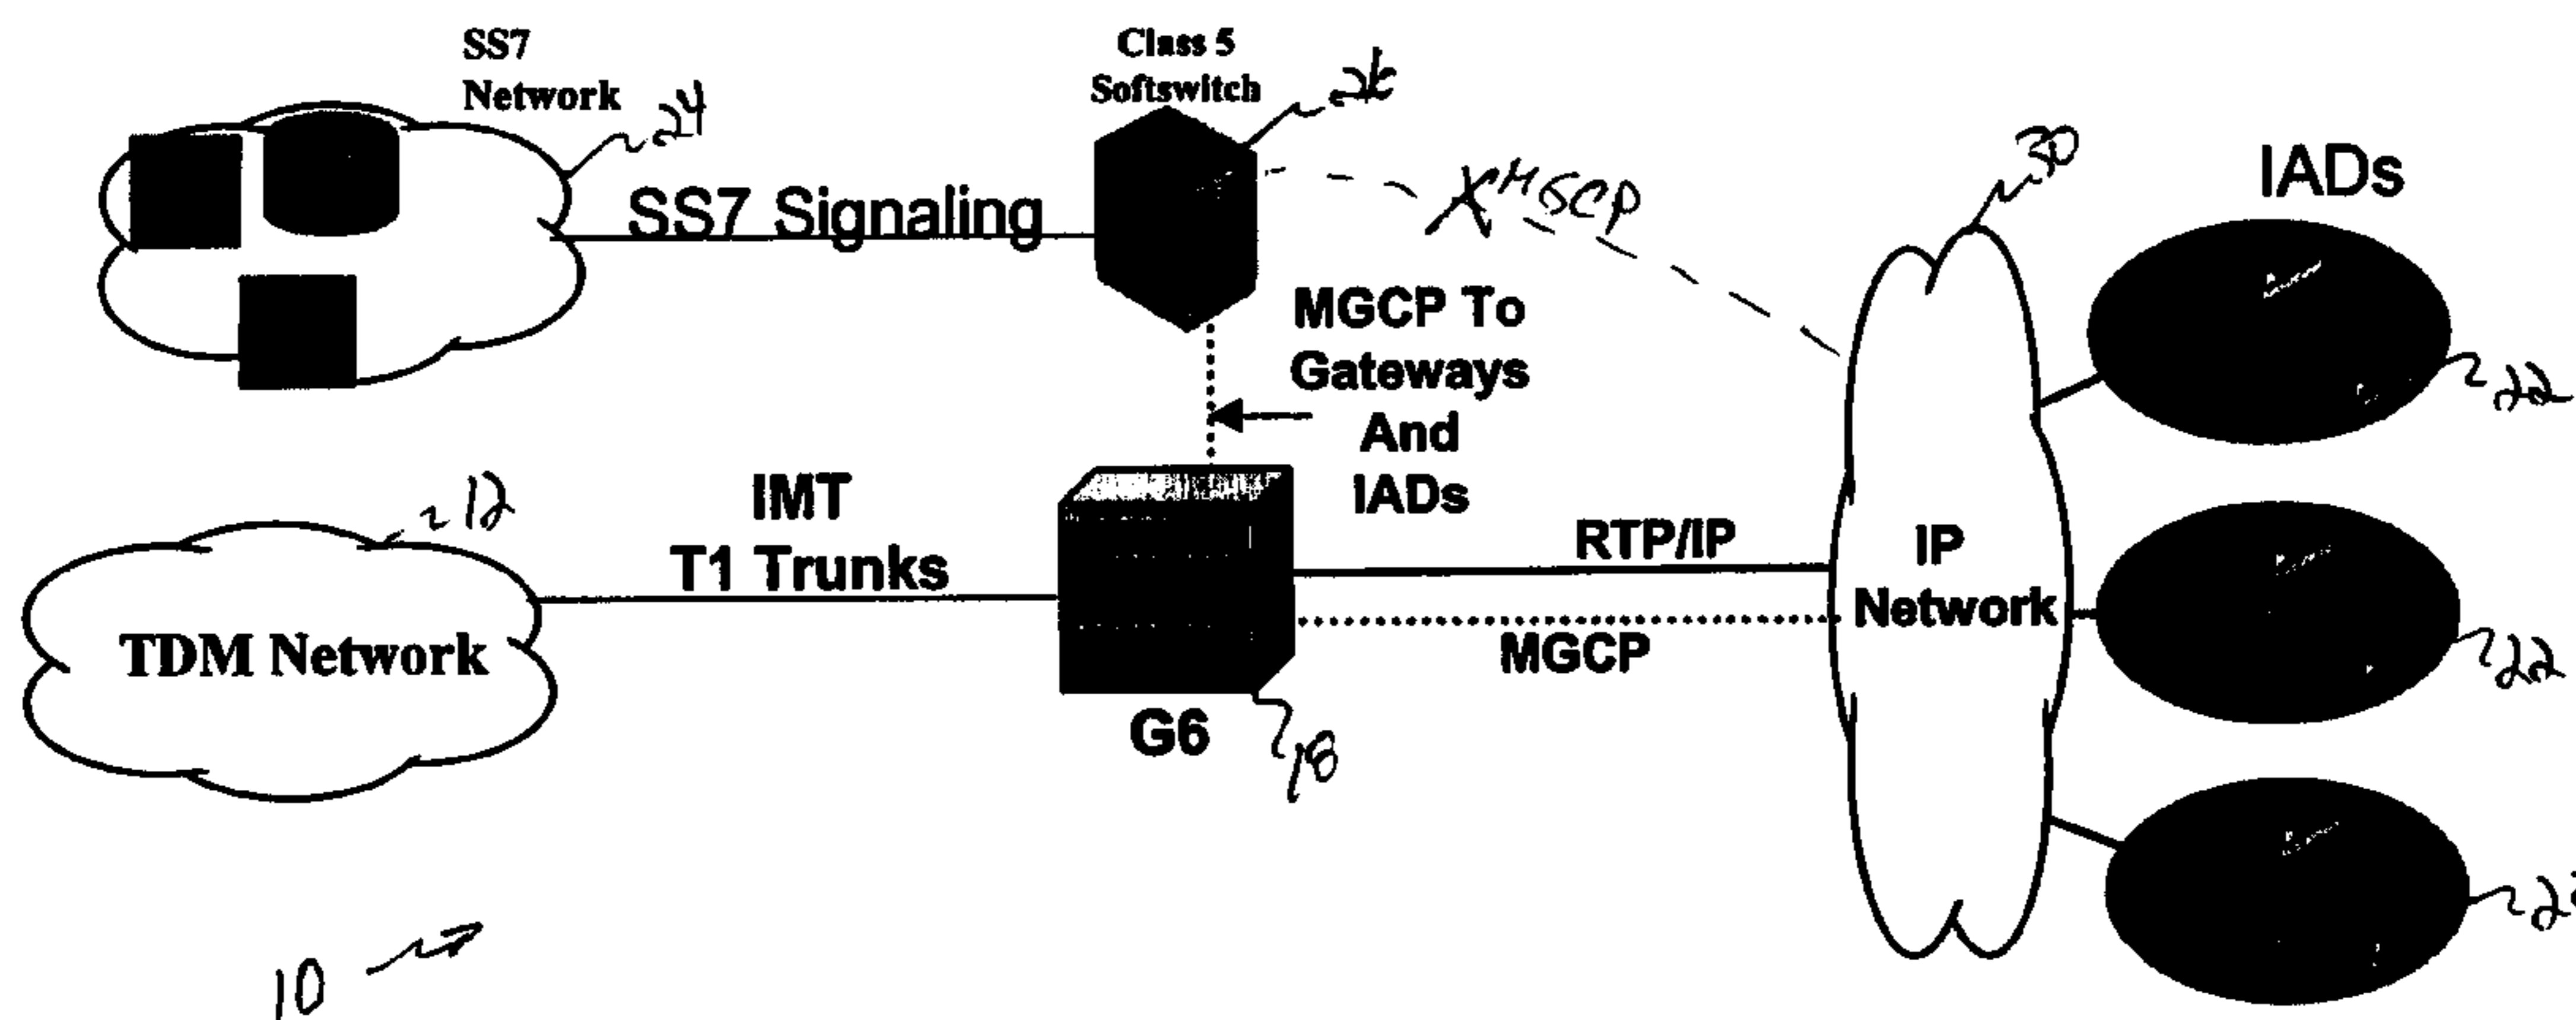 SS7
Network
24
SS7 Signaling
Class 5
Softswitch
26
X MGCP
30
IADs
22
MGCP To
Gateways
And
IADs
12
TDM Network
IMT
T1 Trunks
G6
18
RTP/IP
MGCP
IP
Network
22
22
10